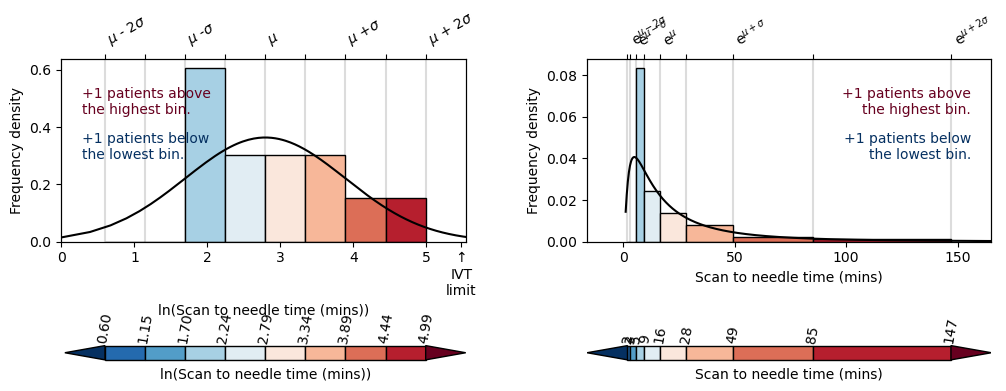 μ - 2σ
μ -σ
μ
μ +σ
μ + 2σ
Frequency density
0.6
0.4
0.2
0.0
+1 patients above
the highest bin.
+1 patients below
the lowest bin.
0
1
2
3
4
5
↑
IVT
limit
ln(Scan to needle time (mins))
0.60
1.15
1.70
2.24
2.79
3.34
3.89
4.44
4.99
ln(Scan to needle time (mins))
e^μ−2σ
e^μ−σ
e^μ
e^μ+σ
e^μ+2σ
Frequency density
0.08
0.06
0.04
0.02
0.00
+1 patients above
the highest bin.
+1 patients below
the lowest bin.
0
50
100
150
Scan to needle time (mins)
9
16
28
49
85
147
Scan to needle time (mins)